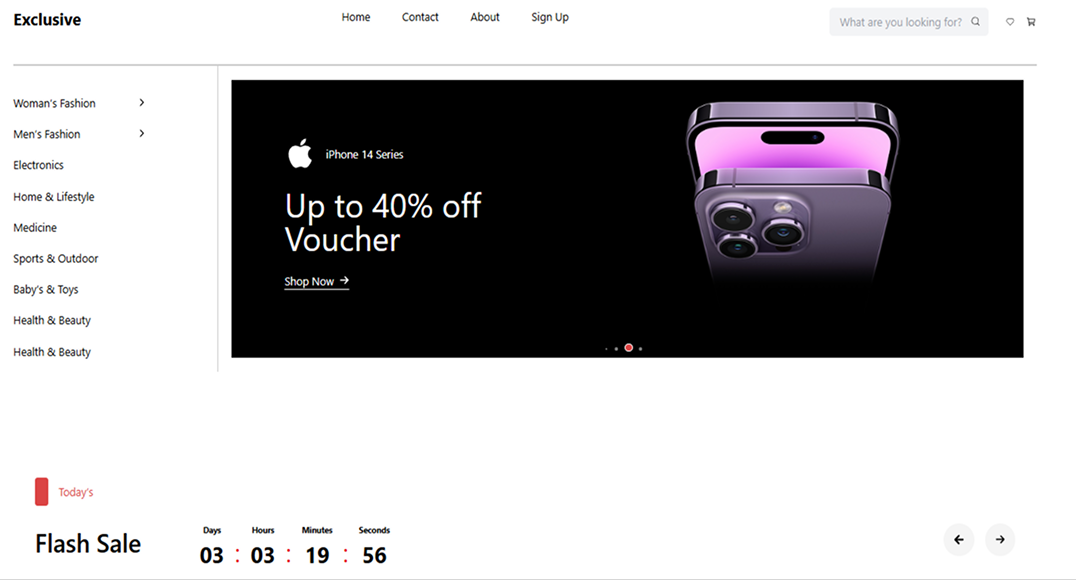 Exclusive
Home Contact About Sign Up
What are you looking for?
Woman's Fashion
Men's Fashion
Electronics
Home & Lifestyle
Medicine
Sports & Outdoor
Baby's & Toys
Health & Beauty
Health & Beauty
iPhone 14 Series
Up to 40% off
Voucher
Shop Now
Today's
Flash Sale
Days Hours Minutes Seconds
03 : 03 : 19 : 56